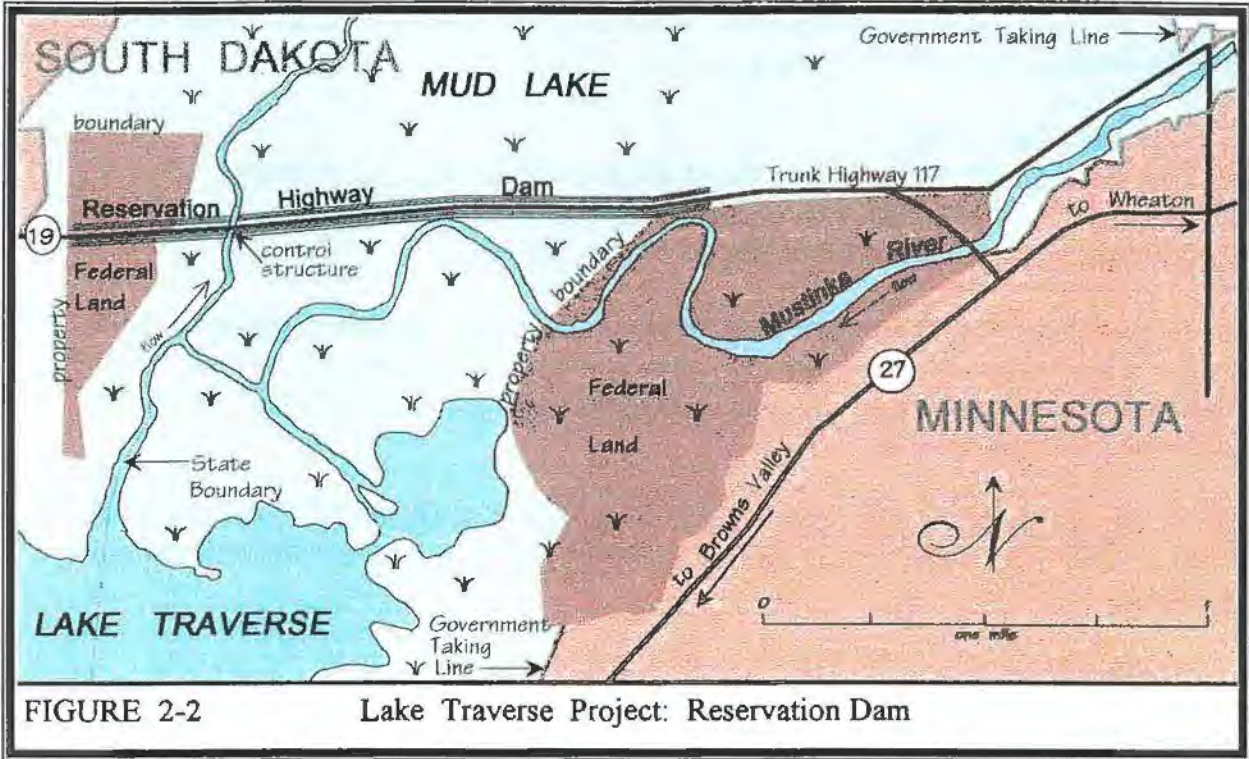 SOUTH DAKOTA
MUD LAKE
Government Taking Line
boundary
Reservation Highway Dam
Trunk Highway 117
to Wheaton
19
control
structure
Federal
Land
property
flow
boundary
property
Mustinka River
flow
27
Federal
Land
MINNESOTA
State
Boundary
to Browns Valley
N
LAKE TRAVERSE
Government
Taking
Line
0 1
one mile
FIGURE 2-2 Lake Traverse Project: Reservation Dam